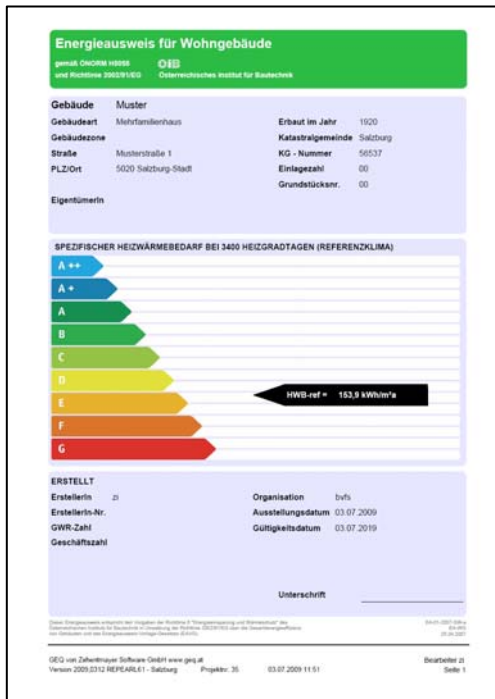 Energieausweis für Wohngebäude
gemäß ÖNORM H5055
und Richtlinie 2002/91/EG
OIB
Österreichisches Institut für Bautechnik
Gebäude Muster
Gebäudeart Mehrfamilienhaus
Erbaut im Jahr 1920
Gebäudezone
Katastralgemeinde Salzburg
Straße Musterstraße 1
KG - Nummer 56537
PLZ/Ort 5020 Salzburg-Stadt
Einlagezahl 00
Grundstücksnr. 00
EigentümerIn
SPEZIFISCHER HEIZWÄRMEBEDARF BEI 3400 HEIZGRADTAGEN (REFERENZKLIMA)
A ++
A +
A
B
C
D
HWB-ref = 153,9 kWh/m²a
E
F
G
ERSTELLT
ErstellerIn zi
Organisation bvfs
ErstellerIn-Nr.
Ausstellungsdatum 03.07.2009
GWR-Zahl
Gültigkeitsdatum 03.07.2019
Geschäftszahl
Unterschrift
GEQ von Zehentmayer Software GmbH www.geq.at
Bearbeiter zi
Version 2009,0312 REPEARL61 - Salzburg Projektnr. 35 03.07.2009 11:51
Seite 1